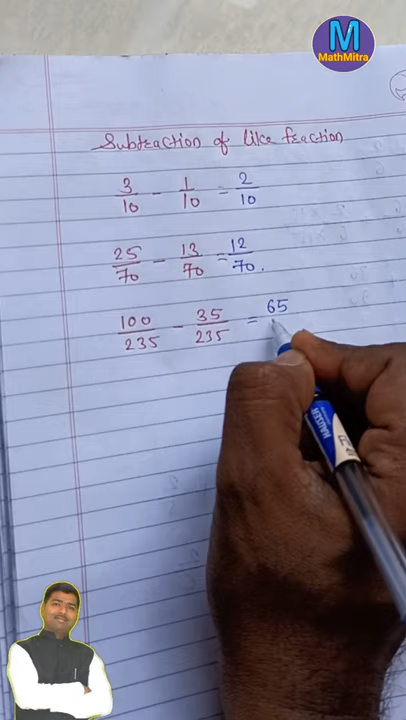 M
MathMitra
Subtraction of like fraction
3/10 - 1/10 = 2/10
25/70 - 13/70 = 12/70.
100/235 - 35/235 = 65
HAUSER